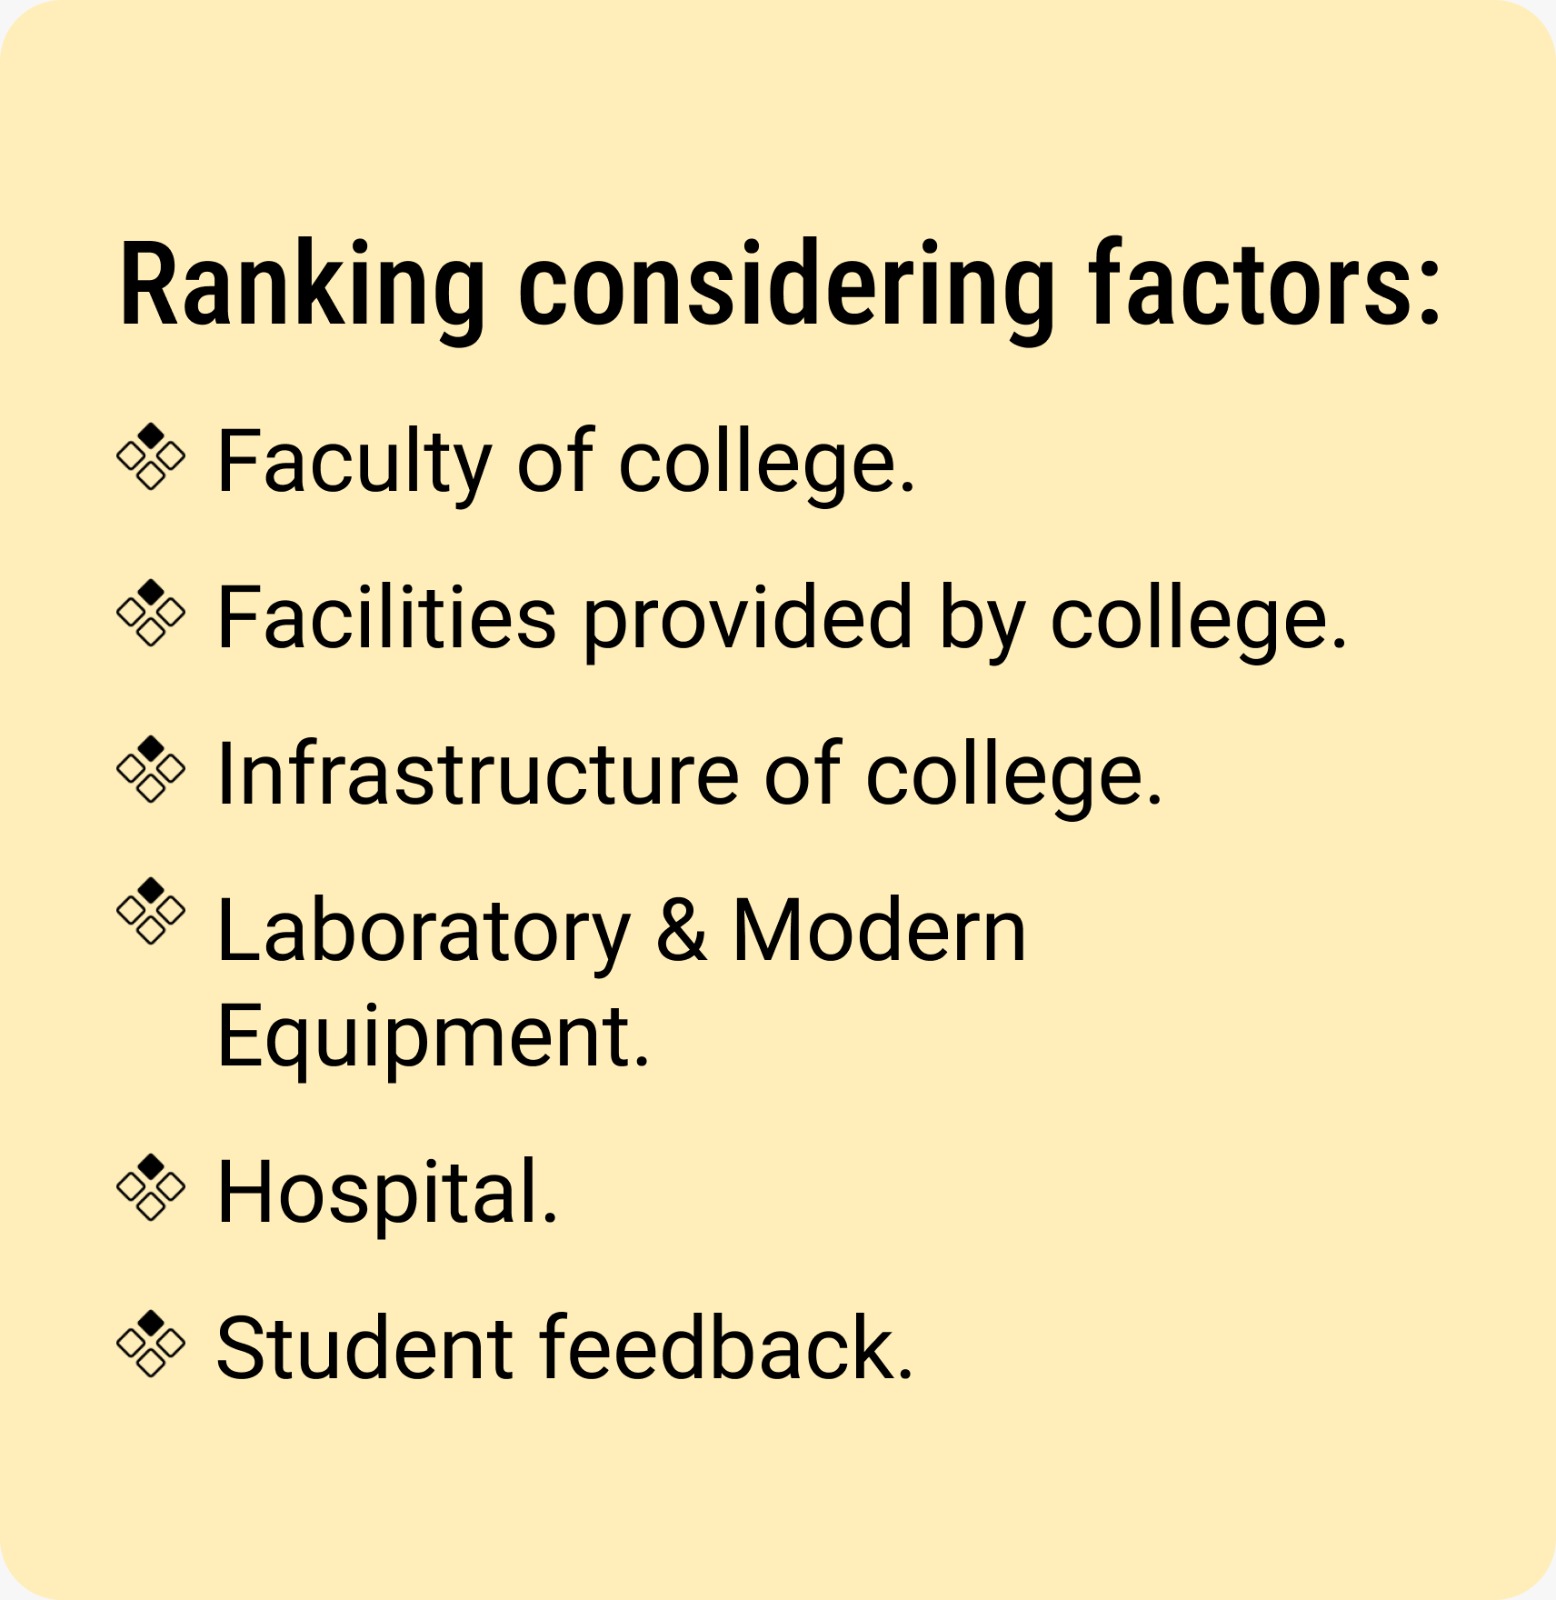 Ranking considering factors:
❖ Faculty of college.
❖ Facilities provided by college.
❖ Infrastructure of college.
❖ Laboratory & Modern
Equipment.
❖ Hospital.
❖ Student feedback.